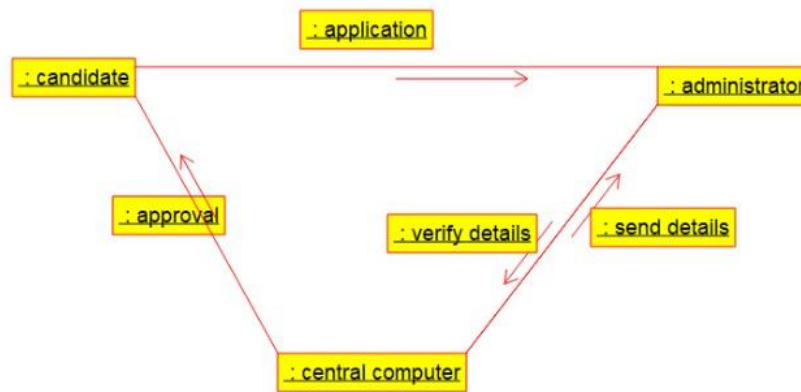 : application
: candidate
: administrator
: approval
: verify details
: send details
: central computer